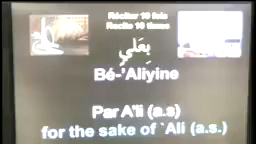 Réciter 10 fois
Recite 10 times
بِعَلِيٍّ
Bé-'Aliyine
Par A'li (a.s)
for the sake of `Ali (a.s.)